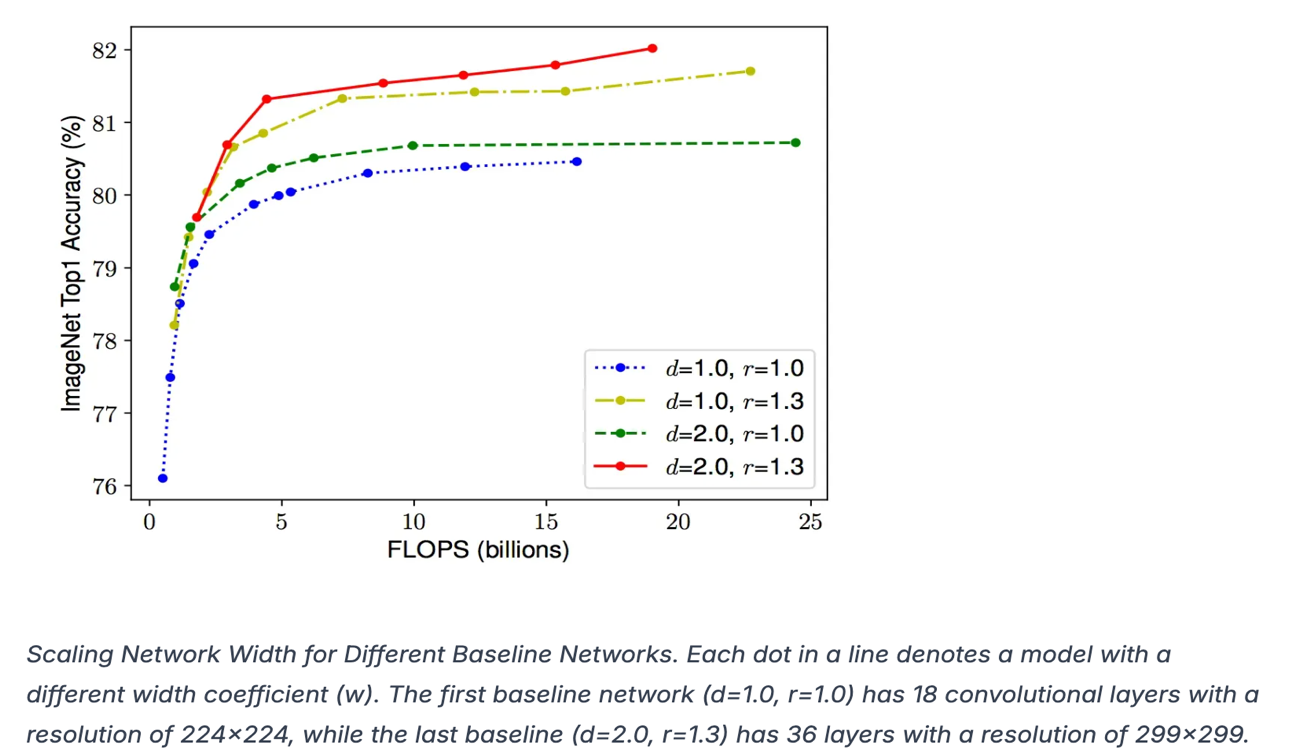 82
81
80
79
78
77
76
ImageNet Top1 Accuracy (%)
d=1.0, r=1.0
d=1.0, r=1.3
d=2.0, r=1.0
d=2.0, r=1.3
0 5 10 15 20 25
FLOPS (billions)
Scaling Network Width for Different Baseline Networks. Each dot in a line denotes a model with a
different width coefficient (w). The first baseline network (d=1.0, r=1.0) has 18 convolutional layers with a
resolution of 224×224, while the last baseline (d=2.0, r=1.3) has 36 layers with a resolution of 299×299.